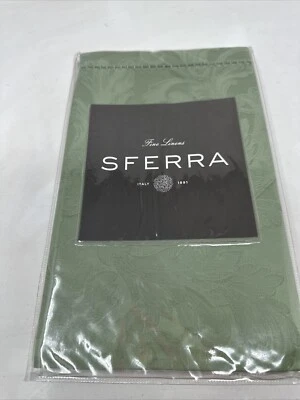 Fine Linens
SFERRA
ITALY 1891